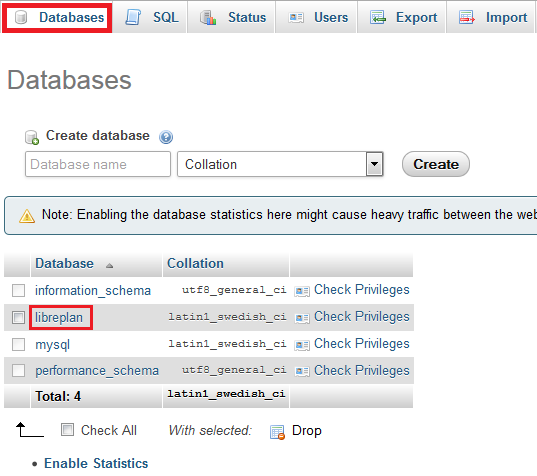 Databases SQL Status Users Export Import
Databases
Create database
Database name Collation Create
Note: Enabling the database statistics here might cause heavy traffic between the web
Database Collation
information_schema utf8_general_ci Check Privileges
libreplan latin1_swedish_ci Check Privileges
mysql latin1_swedish_ci Check Privileges
performance_schema utf8_general_ci Check Privileges
Total: 4 latin1_swedish_ci
Check All With selected: Drop
Enable Statistics